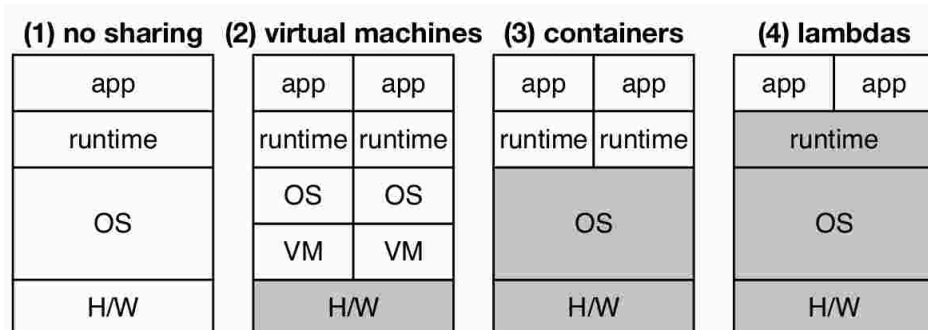 (1) no sharing (2) virtual machines (3) containers (4) lambdas
app app app app app app app
runtime runtime runtime runtime runtime runtime
OS OS OS OS OS
VM VM
H/W H/W H/W H/W